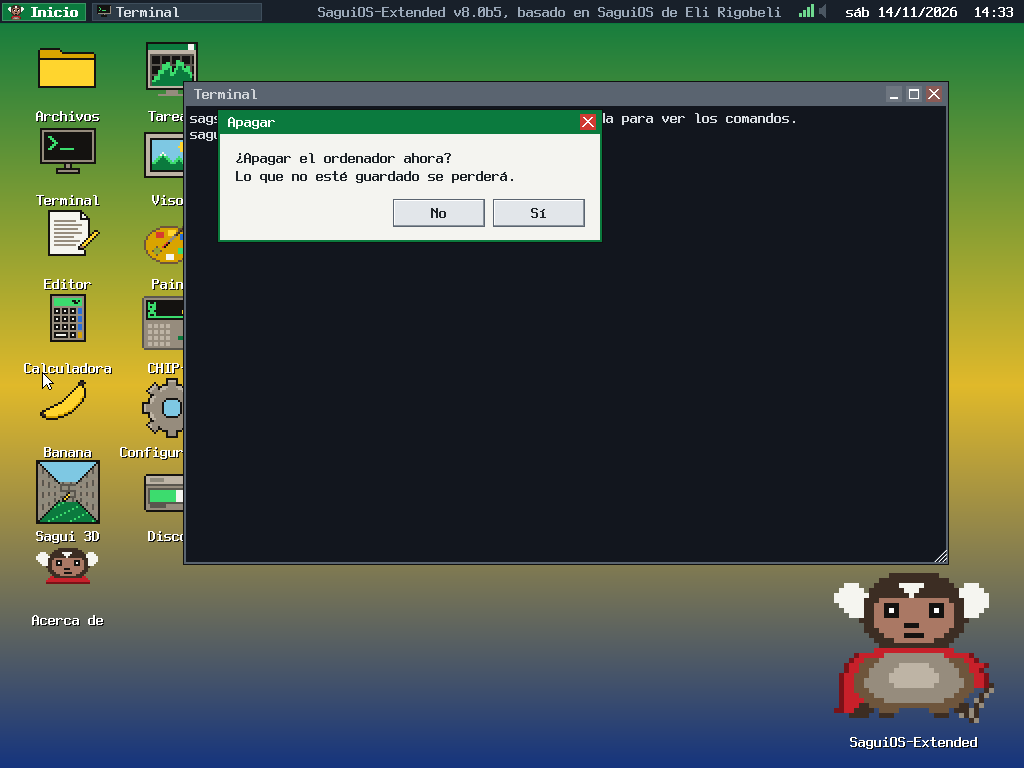 Inicio
Terminal
SaguiOS-Extended v8.0b5, basado en SaguiOS de Eli Rigobeli
sáb 14/11/2026 14:33
Archivos
Terminal
Editor
Calculadora
Banana
Sagui 3D
Acerca de
Terminal
para ver los comandos.
Apagar
¿Apagar el ordenador ahora?
Lo que no esté guardado se perderá.
No
Sí
SaguiOS-Extended